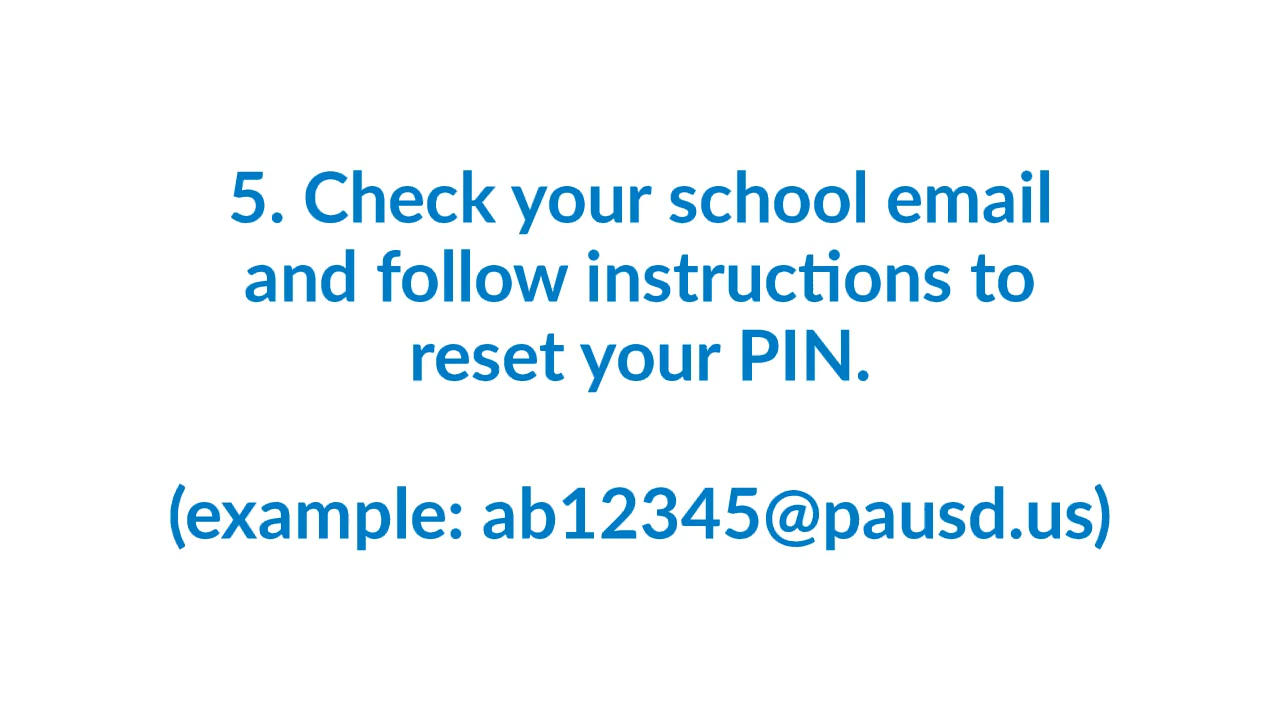 5. Check your school email
and follow instructions to
reset your PIN.
(example: ab12345@pausd.us)